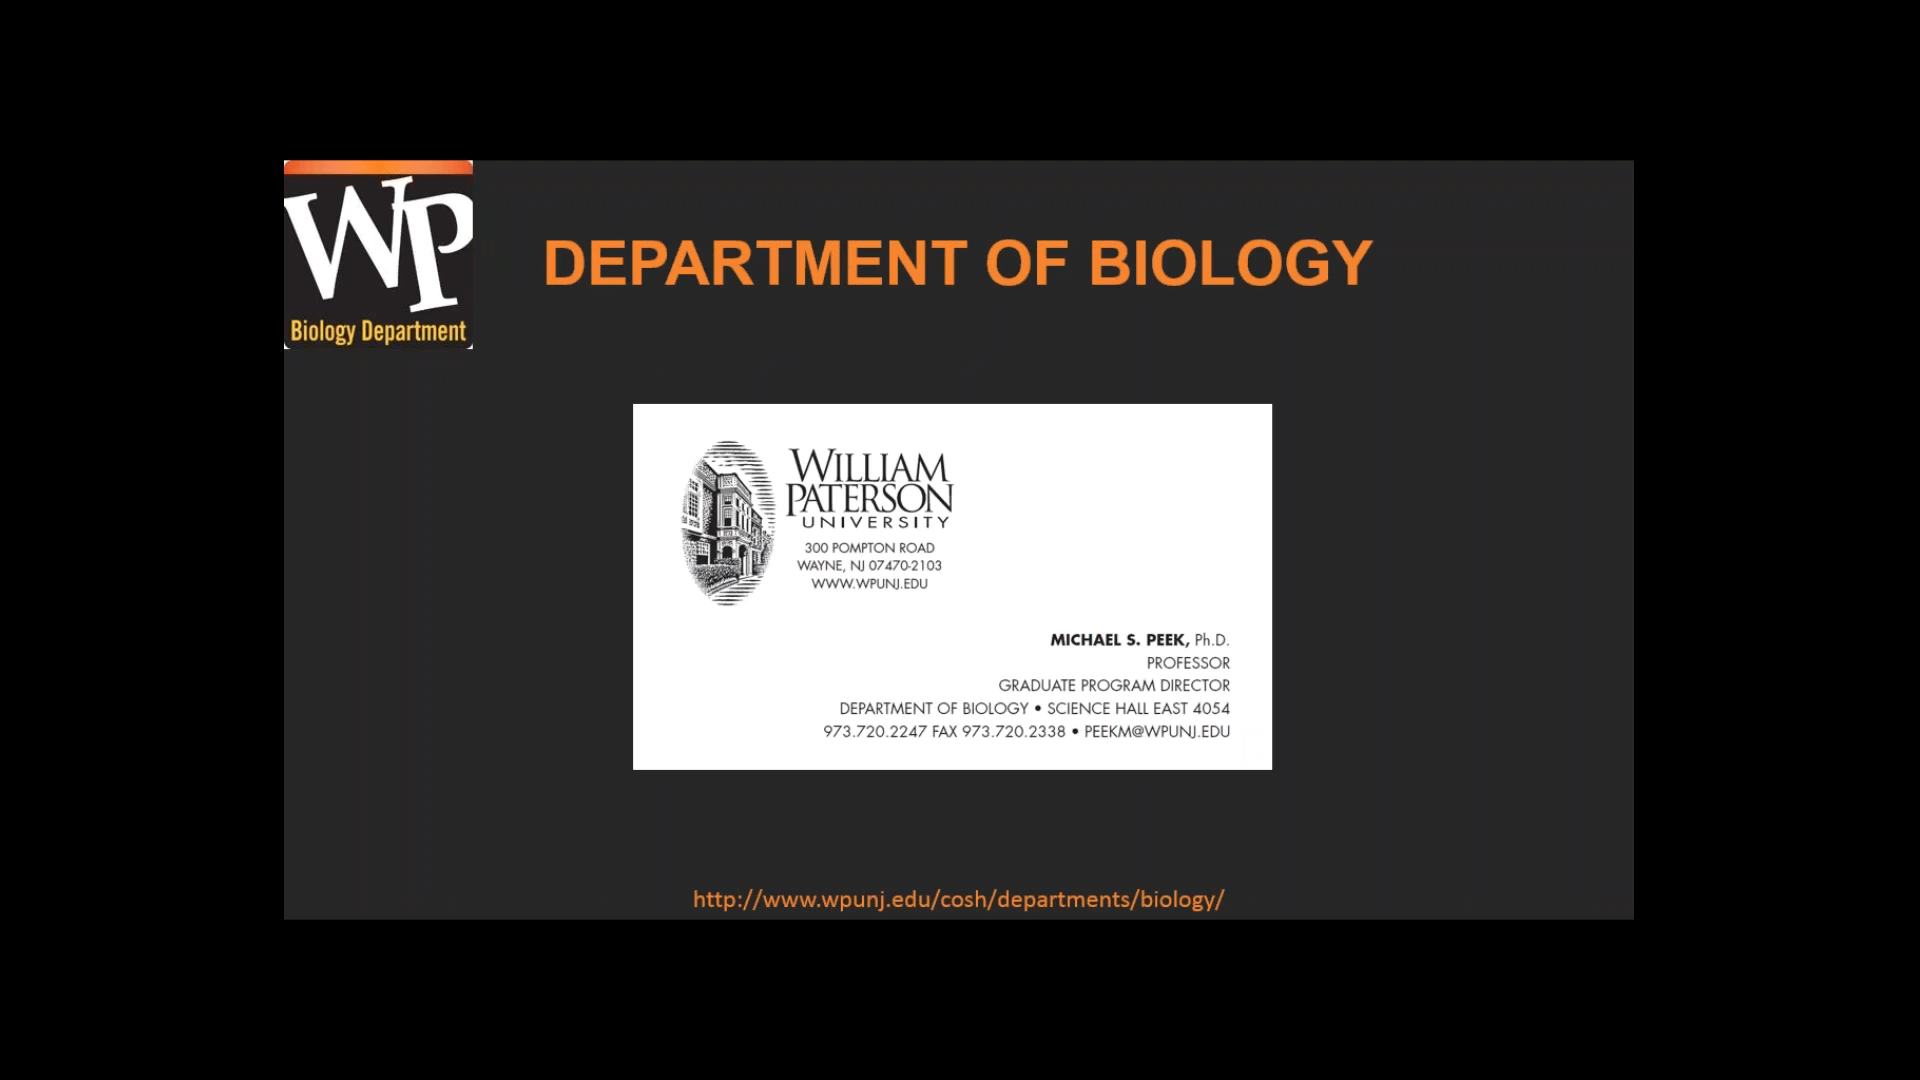 WP
Biology Department
DEPARTMENT OF BIOLOGY
WILLIAM
PATERSON
UNIVERSITY
300 POMPTON ROAD
WAYNE, NJ 07470-2103
WWW.WPUNJ.EDU
MICHAEL S. PEEK, Ph.D.
PROFESSOR
GRADUATE PROGRAM DIRECTOR
DEPARTMENT OF BIOLOGY • SCIENCE HALL EAST 4054
973.720.2247 FAX 973.720.2338 • PEEKM@WPUNJ.EDU
http://www.wpunj.edu/cosh/departments/biology/